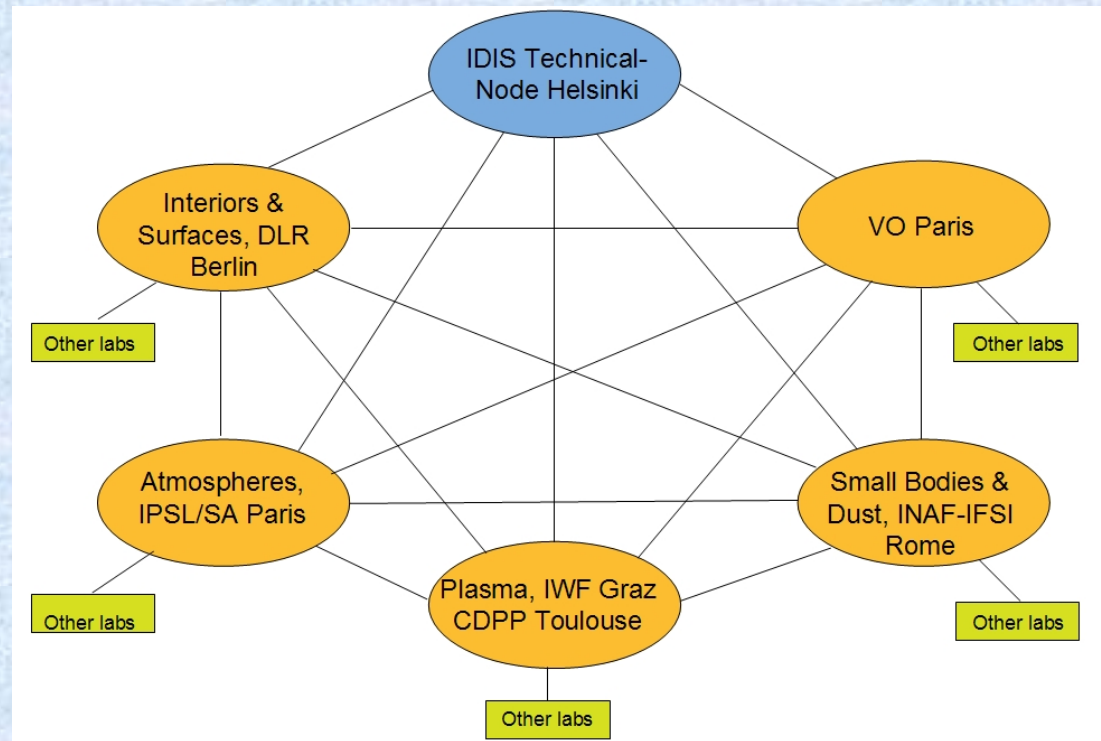 IDIS Technical-
Node Helsinki
Interiors &
Surfaces, DLR
Berlin
VO Paris
Other labs
Other labs
Atmospheres,
IPSL/SA Paris
Small Bodies &
Dust, INAF-IFSI
Rome
Plasma, IWF Graz
CDPP Toulouse
Other labs
Other labs
Other labs